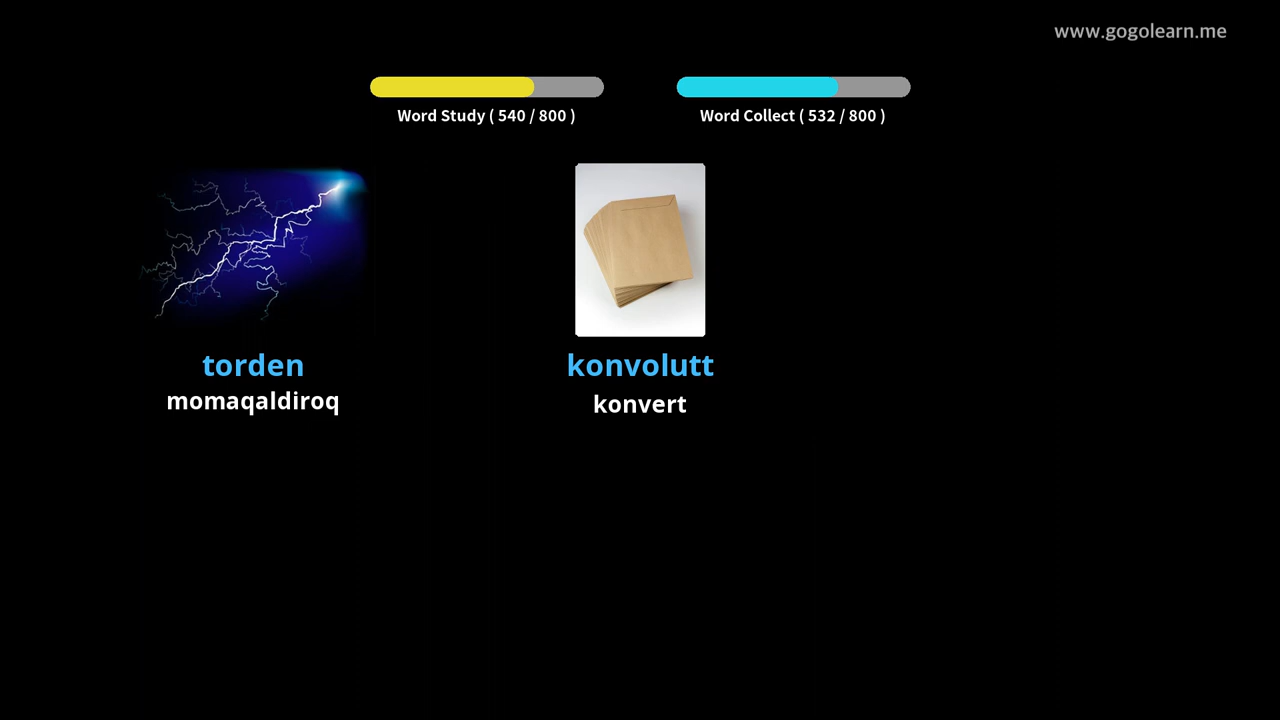 www.gogolearn.me
Word Study ( 540 / 800 )
Word Collect ( 532 / 800 )
torden
momaqaldiroq
konvolutt
konvert